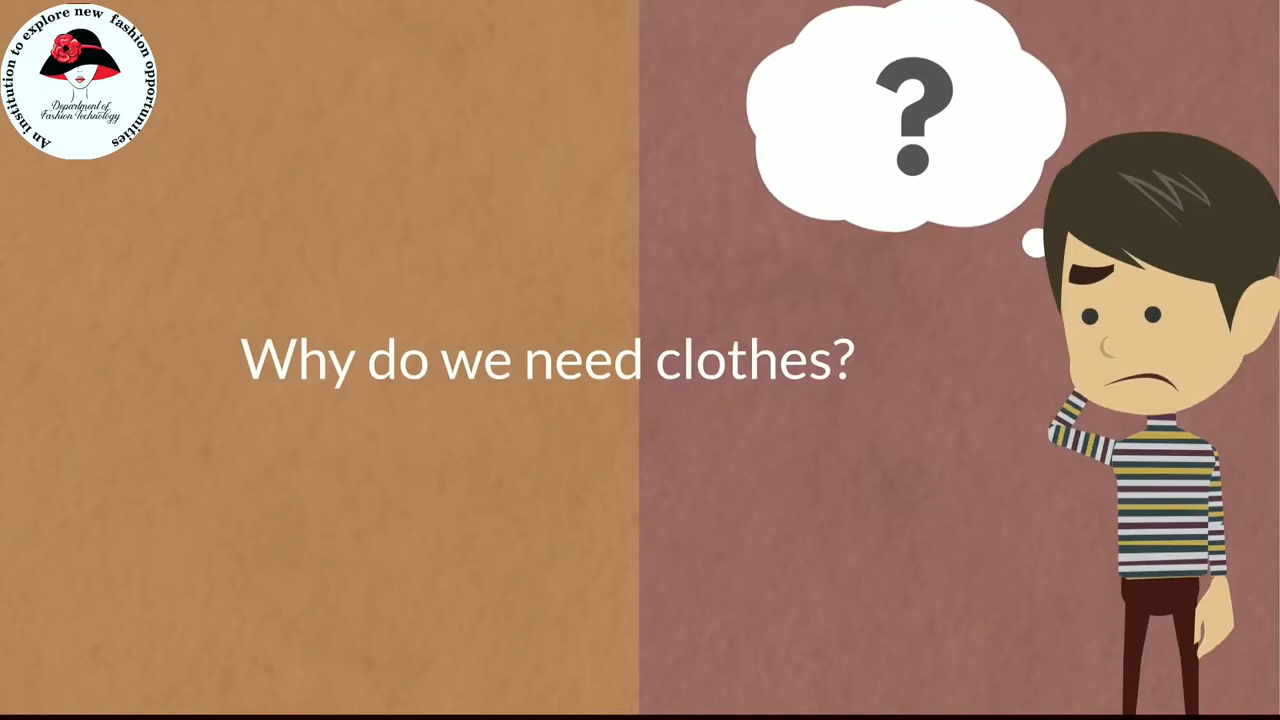 An institution to explore new fashion opportunities
Department of
Fashion Technology
?
Why do we need clothes?